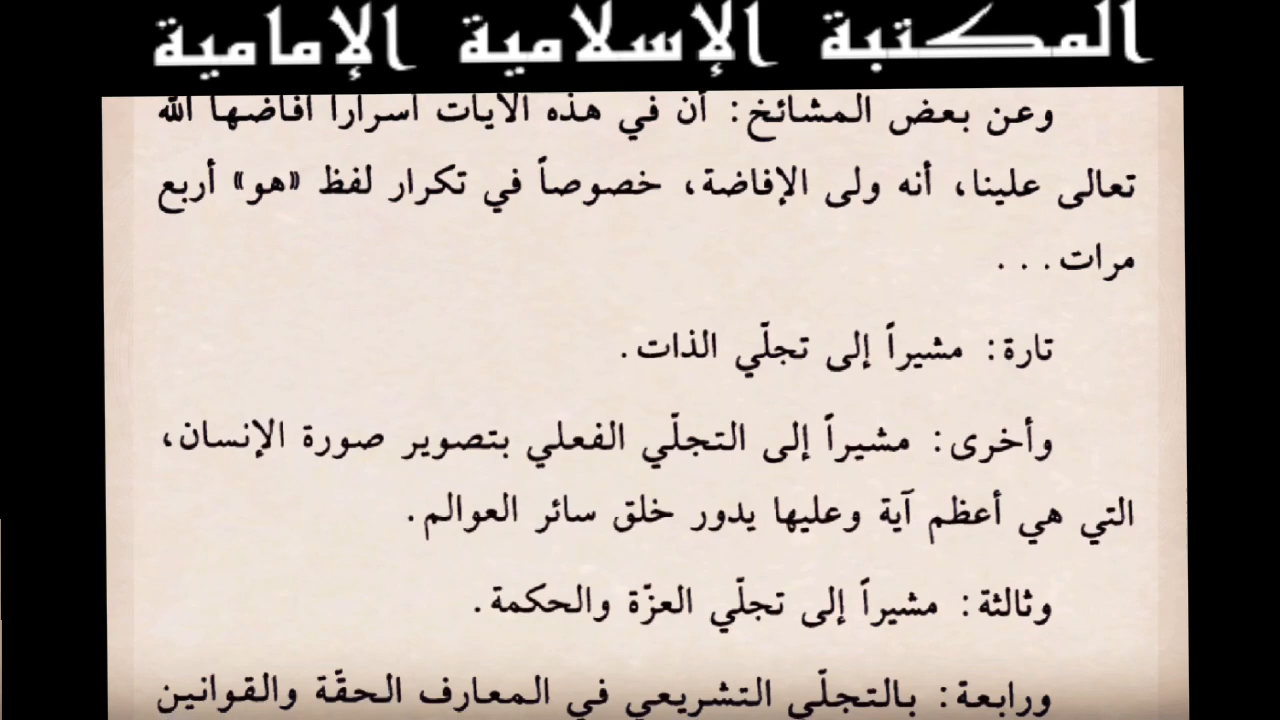 المكتبة الإسلامية الإمامية
وعن بعض المشائخ: أن في هذه الآيات أسراراً أفاضها الله
تعالى علينا، أنه ولى الإفاضة، خصوصاً في تكرار لفظ «هو» أربع
مرات...
تارة: مشيراً إلى تجلّي الذات.
وأخرى: مشيراً إلى التجلّي الفعلي بتصوير صورة الإنسان،
التي هي أعظم آية وعليها يدور خلق سائر العوالم.
وثالثة: مشيراً إلى تجلّي العزّة والحكمة.
ورابعة: بالتجلّي التشريعي في المعارف الحقّة والقوانين